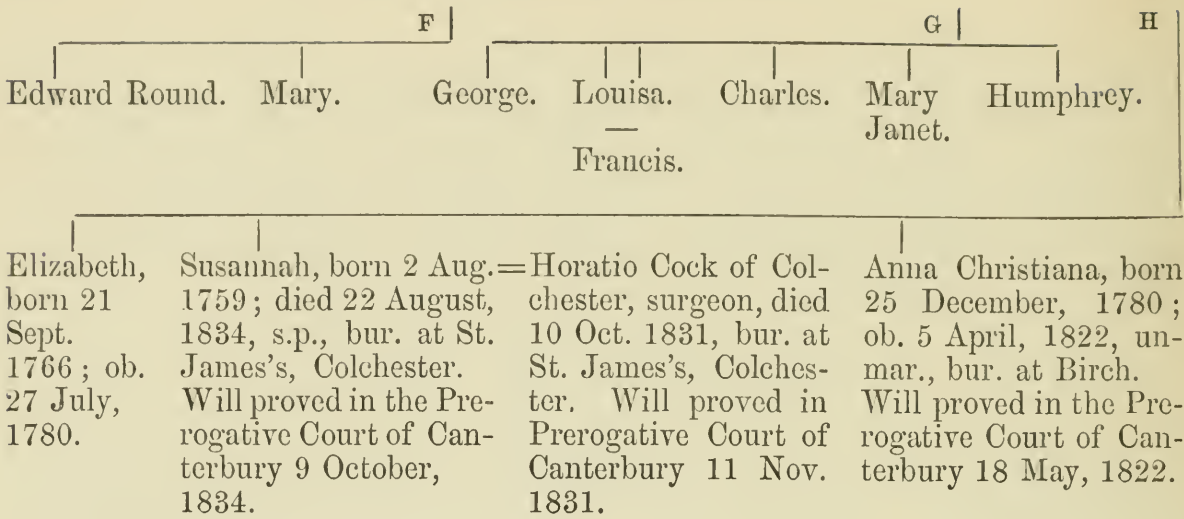 F G H
Edward Round. Mary. George. Louisa. Charles. Mary Humphrey.
Janet.
—
Francis.
Elizabeth,
born 21
Sept.
1766 ; ob.
27 July,
1780.
Susannah, born 2 Aug.=
1759 ; died 22 August,
1834, s.p., bur. at St.
James's, Colchester.
Will proved in the Pre-
rogative Court of Can-
terbury 9 October,
1834.
Horatio Cock of Col-
chester, surgeon, died
10 Oct. 1831, bur. at
St. James's, Colches-
ter. Will proved in
Prerogative Court of
Canterbury 11 Nov.
1831.
Anna Christiana, born
25 December, 1780 ;
ob. 5 April, 1822, un-
mar., bur. at Birch.
Will proved in the Pre-
rogative Court of Can-
terbury 18 May, 1822.